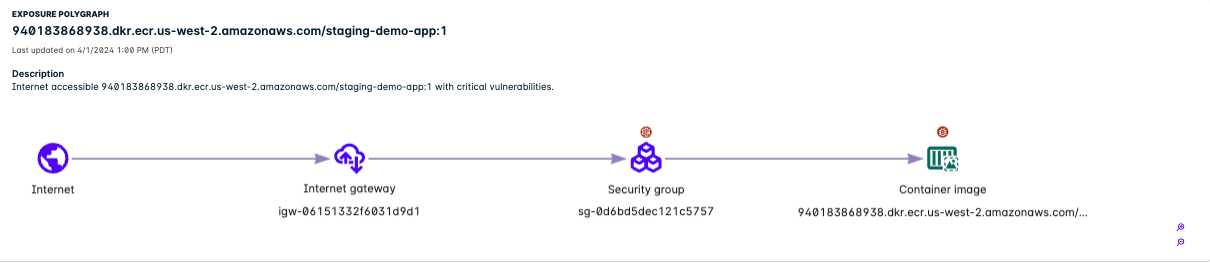 EXPOSURE POLYGRAPH
940183868938.dkr.ecr.us-west-2.amazonaws.com/staging-demo-app:1
Last updated on 4/1/2024 1:00 PM (PDT)
Description
Internet accessible 940183868938.dkr.ecr.us-west-2.amazonaws.com/staging-demo-app:1 with critical vulnerabilities.
Internet
Internet gateway
Security group
Container image
igw-06151332f6031d9d1
sg-0d6bd5dec121c5757
940183868938.dkr.ecr.us-west-2.amazonaws.com/...